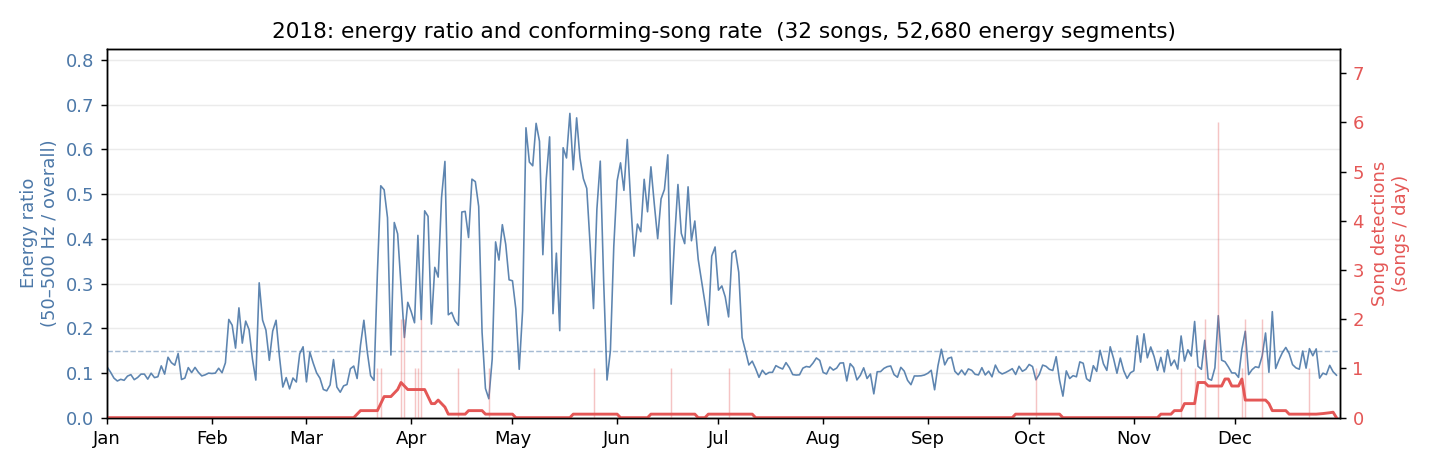 2018: energy ratio and conforming-song rate  (32 songs, 52,680 energy segments)
Energy ratio
(50–500 Hz / overall)
0.8
0.7
0.6
0.5
0.4
0.3
0.2
0.1
0.0
7
6
5
4
3
2
1
0
Song detections
(songs / day)
Jan Feb Mar Apr May Jun Jul Aug Sep Oct Nov Dec